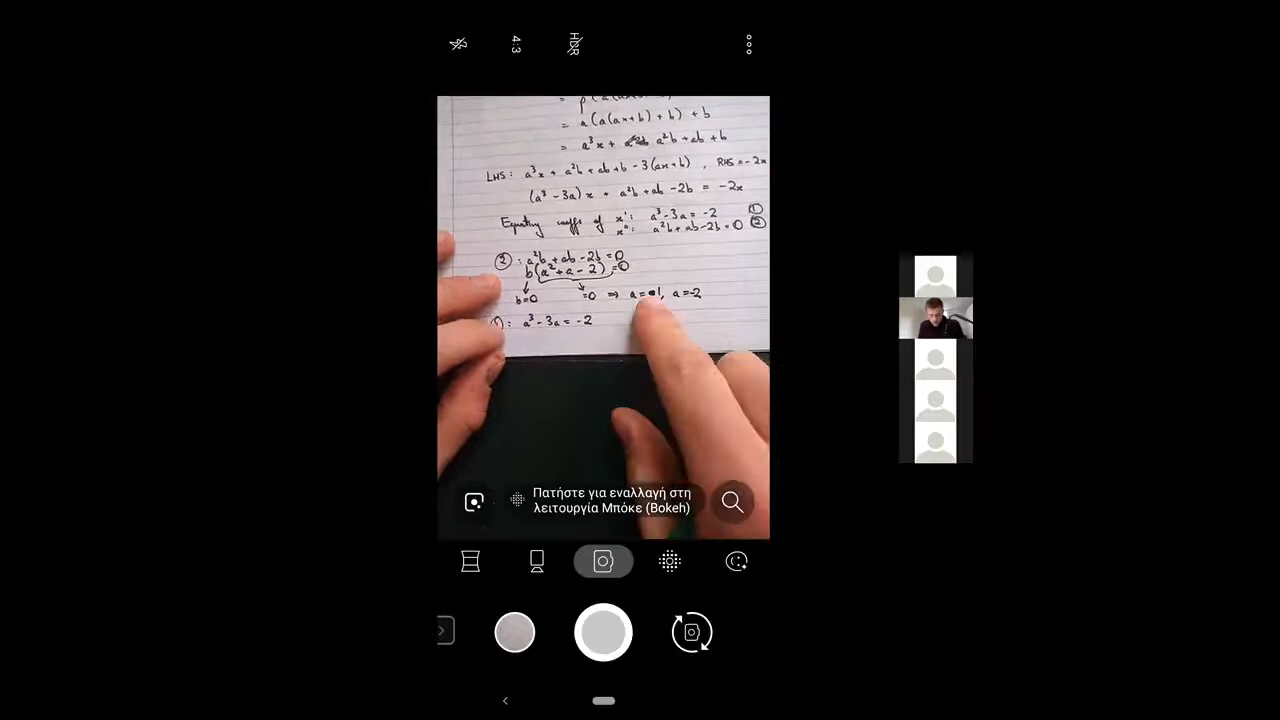 4:3
HDR
= p(a(ax+b)
= a(a(ax+b) + b) + b
= a³x + a²b + ab + b
LHS: a³x + a²b + ab + b - 3(ax+b), RHS = -2x
(a³ - 3a)x + a²b + ab - 2b = -2x
Equating coeffs of x¹: a³ - 3a = -2 ①
x⁰: a²b + ab - 2b = 0 ②
②: a²b + ab - 2b = 0
b(a² + a - 2) = 0
b=0 =0 ⇒ a = 1, a = -2
①: a³ - 3a = -2
Πατήστε για εναλλαγή στη
λειτουργία Μπόκε (Bokeh)